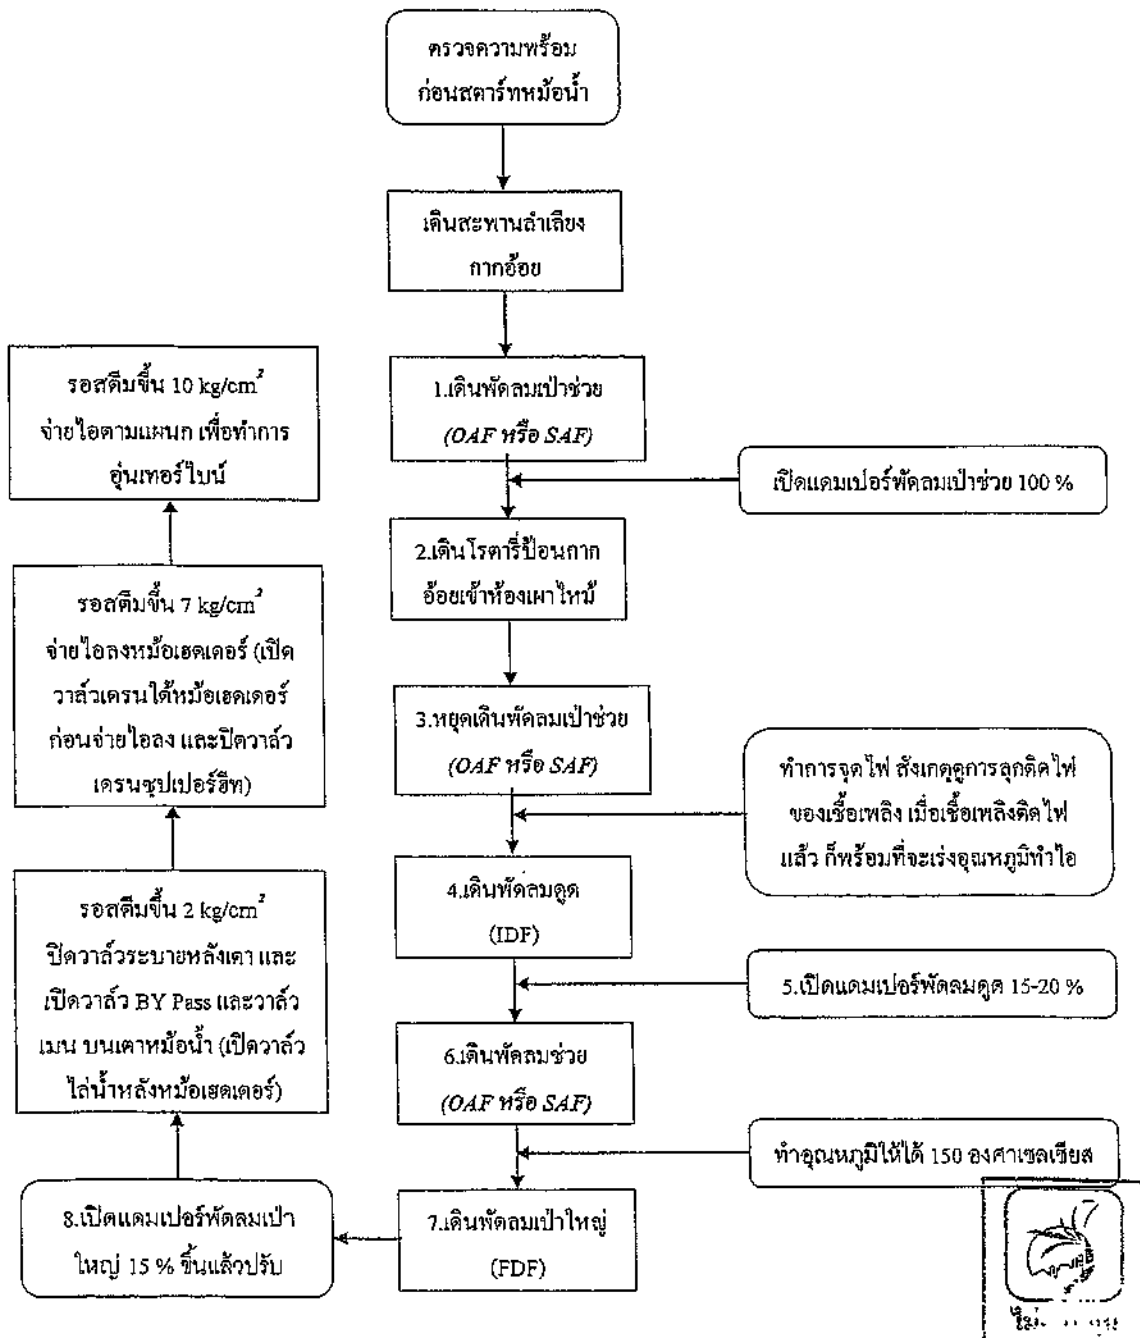 ตรวจความพร้อม
ก่อนสตาร์ทหม้อน้ำ
เดินสะพานลำเลียง
กากอ้อย
1.เดินพัดลมเป่าช่วย
(OAF หรือ SAF)
เปิดแดมเปอร์พัดลมเป่าช่วย 100 %
2.เดินโรตารี่ป้อนกาก
อ้อยเข้าห้องเผาไหม้
3.หยุดเดินพัดลมเป่าช่วย
(OAF หรือ SAF)
ทำการจุดไฟ สังเกตุดูการลุกติดไฟ
ของเชื้อเพลิง เมื่อเชื้อเพลิงติดไฟ
แล้ว ก็พร้อมที่จะเร่งอุณหภูมิทำไอ
4.เดินพัดลมดูด
(IDF)
5.เปิดแดมเปอร์พัดลมดูด 15-20 %
6.เดินพัดลมช่วย
(OAF หรือ SAF)
ทำอุณหภูมิให้ได้ 150 องศาเซลเซียส
7.เดินพัดลมเป่าใหญ่
(FDF)
8.เปิดแดมเปอร์พัดลมเป่า
ใหญ่ 15 % ขึ้นแล้วปรับ
รอสตีมขึ้น 2 kg/cm²
ปิดวาล์วระบายหลังเตา และ
เปิดวาล์ว BY Pass และวาล์ว
เมน บนเตาหม้อน้ำ (เปิดวาล์ว
ไล่น้ำหลังหม้อเฮดเดอร์)
รอสตีมขึ้น 7 kg/cm²
จ่ายไอลงหม้อเฮดเดอร์ (เปิด
วาล์วเดรนใต้หม้อเฮดเดอร์
ก่อนจ่ายไอลง และปิดวาล์ว
เดรนซุปเปอร์ฮีท)
รอสตีมขึ้น 10 kg/cm²
จ่ายไอตามแผนก เพื่อทำการ
อุ่นเทอร์ไบน์